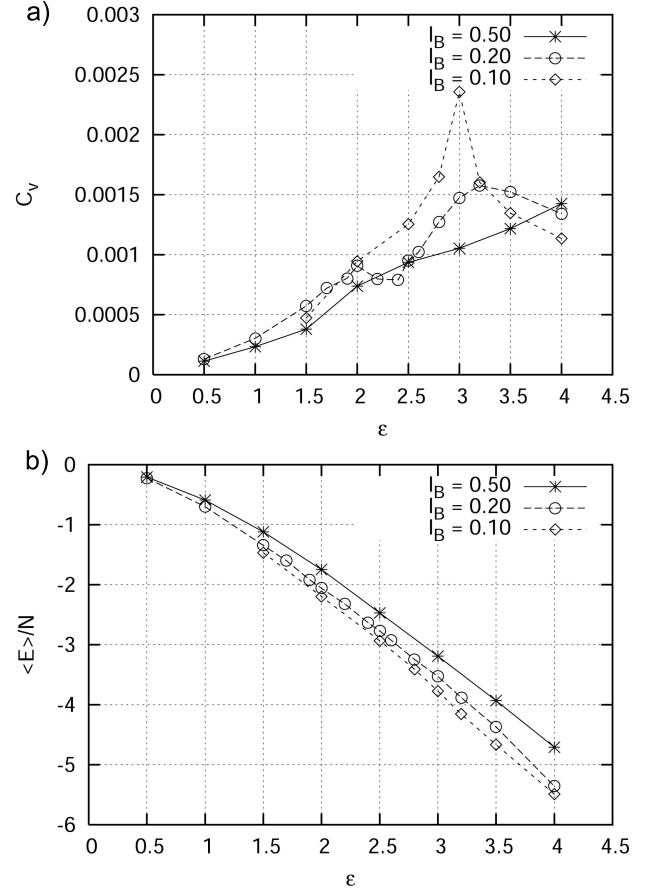 a)
0.003
0.0025
0.002
0.0015
0.001
0.0005
0
C_v
l_B = 0.50
l_B = 0.20
l_B = 0.10
0 0.5 1 1.5 2 2.5 3 3.5 4 4.5
ε
b)
0
-1
-2
-3
-4
-5
-6
<E>/N
l_B = 0.50
l_B = 0.20
l_B = 0.10
0 0.5 1 1.5 2 2.5 3 3.5 4 4.5
ε